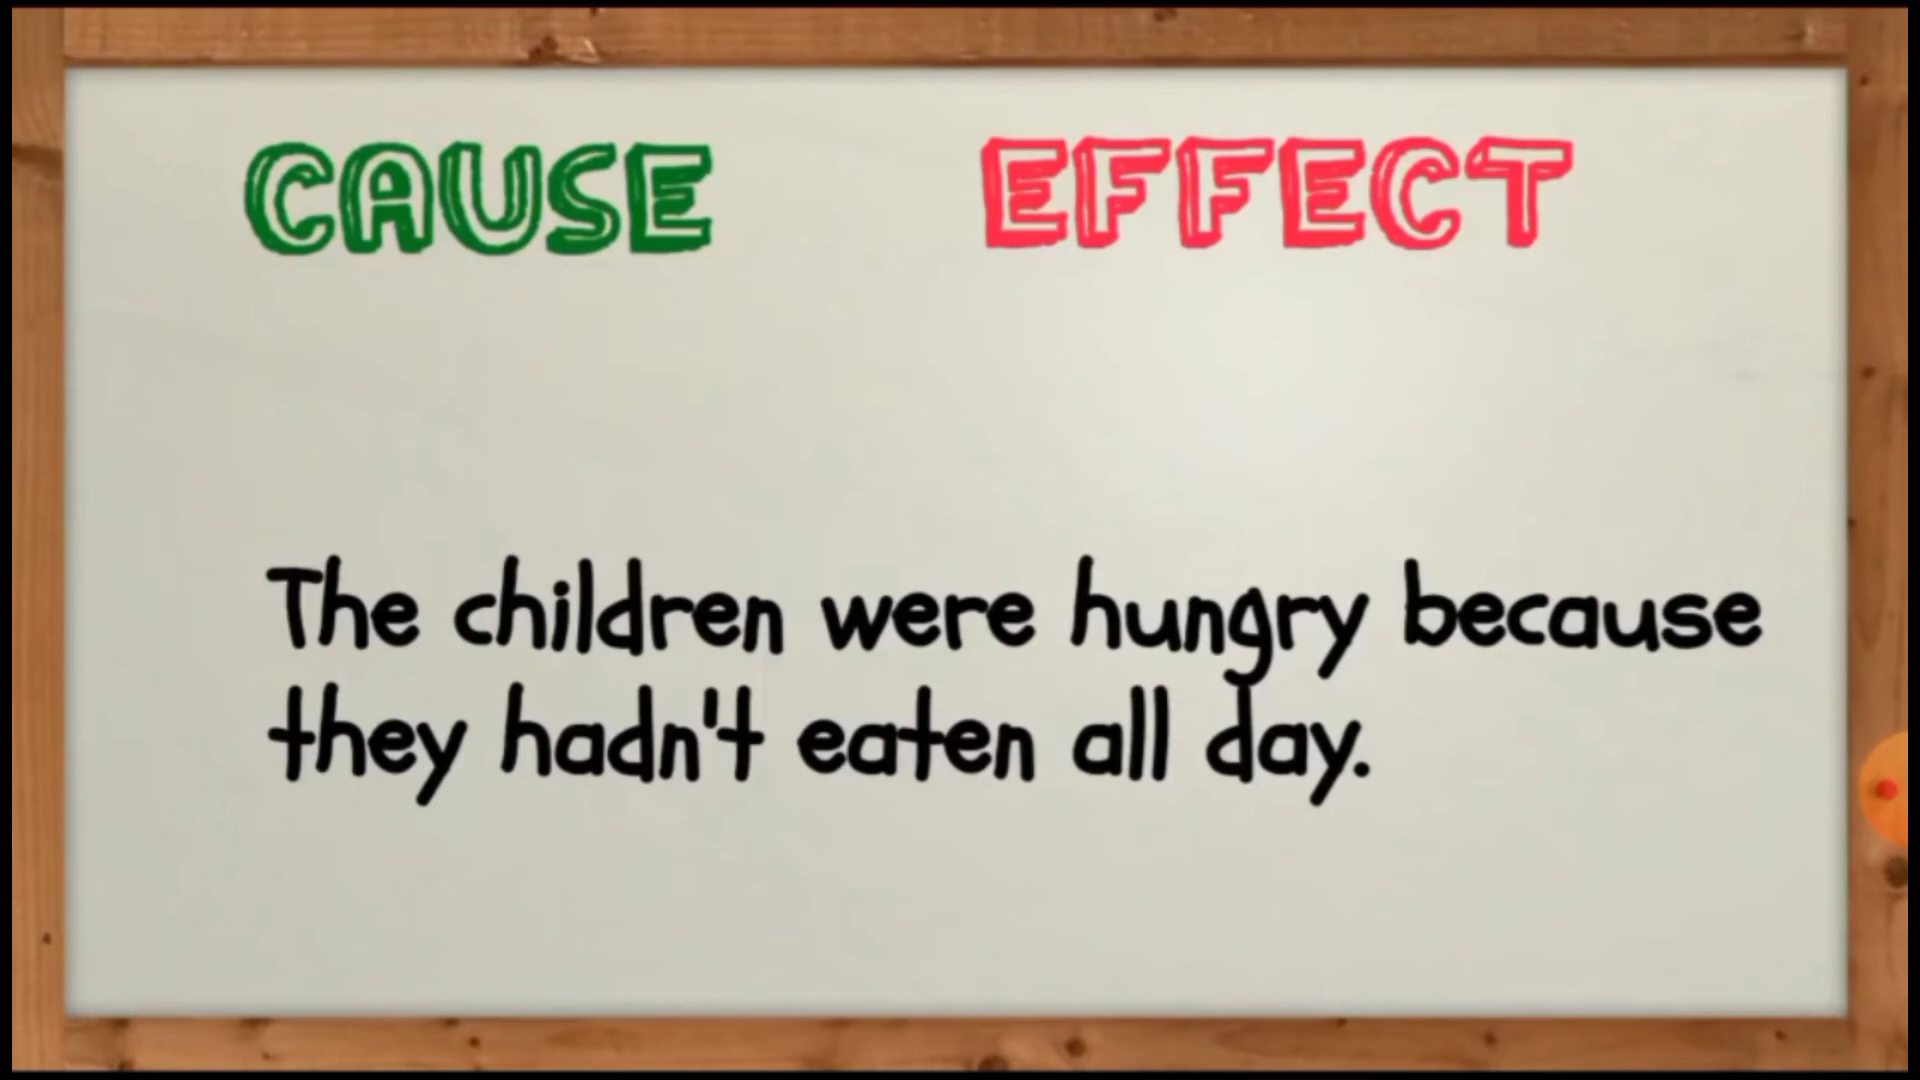 CAUSE EFFECT
The children were hungry because
they hadn't eaten all day.